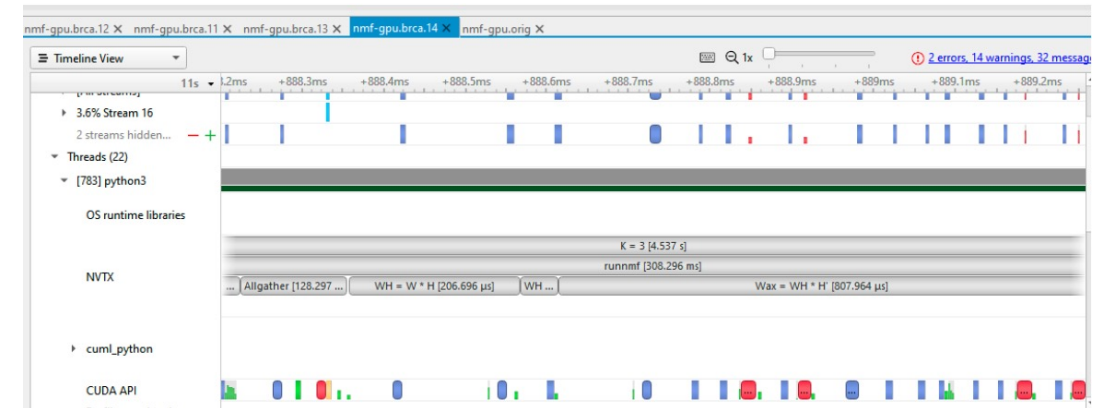 nmf-gpu.brca.12 ✕ nmf-gpu.brca.11 ✕ nmf-gpu.brca.13 ✕ nmf-gpu.brca.14 ✕ nmf-gpu.orig ✕
Timeline View 1x 2 errors, 14 warnings, 32 messag
11s +888.3ms +888.4ms +888.5ms +888.6ms +888.7ms +888.8ms +888.9ms +889ms +889.1ms +889.2ms
3.6% Stream 16
2 streams hidden... — +
Threads (22)
[783] python3
OS runtime libraries
K = 3 [4.537 s]
runnmf [308.296 ms]
NVTX
... Allgather [128.297 ... WH = W * H [206.696 µs] WH ... Wax = WH * H' [807.964 µs]
cuml_python
CUDA API